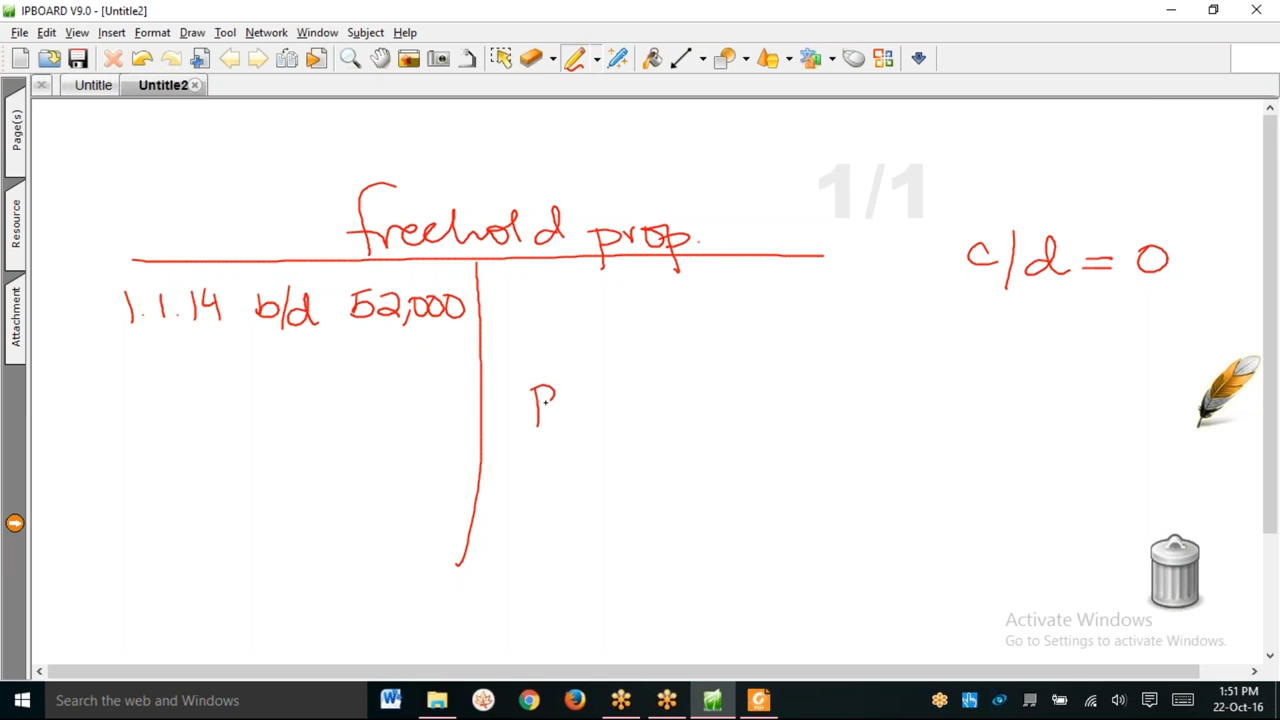 IPBOARD V9.0 - [Untitle2]
File Edit View Insert Format Draw Tool Network Window Subject Help
Untitle Untitle2
Page(s)
Resource
Attachment
1/1
freehold prop.
c/d = 0
1.1.14 b/d 52,000
P
Activate Windows
Go to Settings to activate Windows.
Search the web and Windows
1:51 PM
22-Oct-16